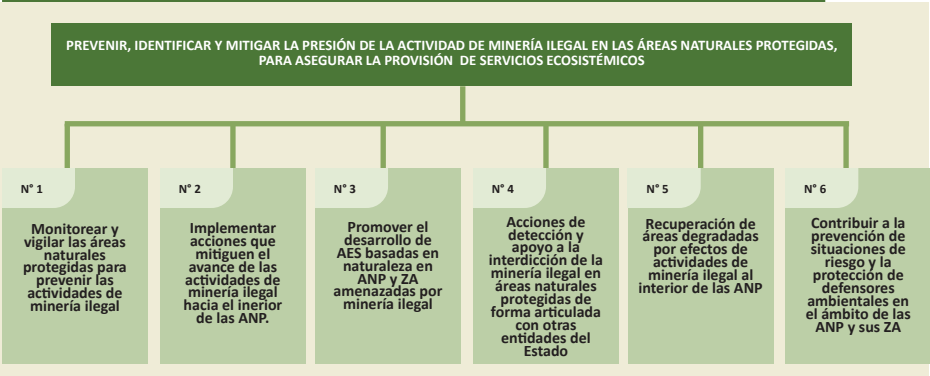 PREVENIR, IDENTIFICAR Y MITIGAR LA PRESIÓN DE LA ACTIVIDAD DE MINERÍA ILEGAL EN LAS ÁREAS NATURALES PROTEGIDAS,
PARA ASEGURAR LA PROVISIÓN DE SERVICIOS ECOSISTÉMICOS
N° 1
Monitorear y
vigilar las áreas
naturales
protegidas para
prevenir las
actividades de
minería ilegal
N° 2
Implementar
acciones que
mitiguen el
avance de las
actividades de
minería ilegal
hacia el inerior
de las ANP.
N° 3
Promover el
desarrollo de
AES basadas en
naturaleza en
ANP y ZA
amenazadas por
minería ilegal
N° 4
Acciones de
detección y
apoyo a la
interdicción de la
minería ilegal en
áreas naturales
protegidas de
forma articulada
con otras
entidades del
Estado
N° 5
Recuperación de
áreas degradadas
por efectos de
actividades de
minería ilegal al
interior de las ANP
N° 6
Contribuir a la
prevención de
situaciones de
riesgo y la
protección de
defensores
ambientales en
el ámbito de las
ANP y sus ZA